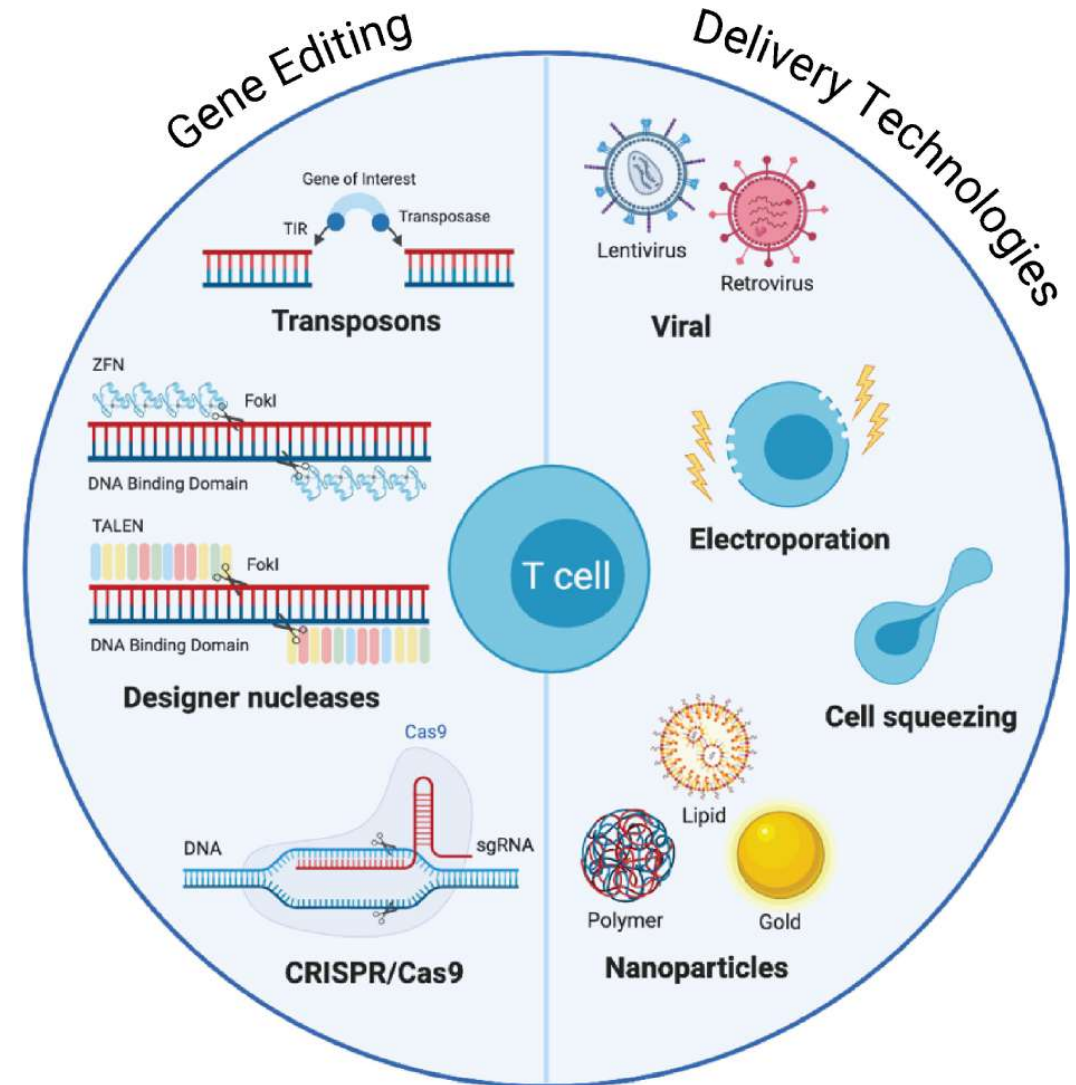 Gene Editing
Gene of Interest
TIR
Transposase
Transposons
ZFN
FokI
DNA Binding Domain
TALEN
FokI
DNA Binding Domain
Designer nucleases
Cas9
DNA
sgRNA
CRISPR/Cas9
T cell
Delivery Technologies
Lentivirus
Retrovirus
Viral
Electroporation
Cell squeezing
Lipid
Polymer
Gold
Nanoparticles